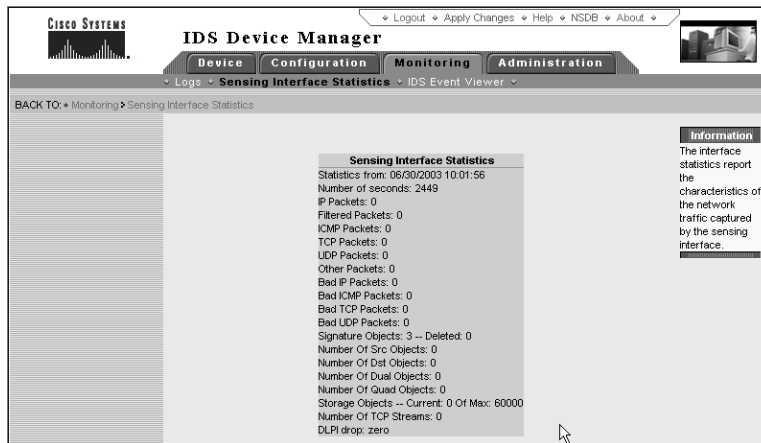 CISCO SYSTEMS
Logout Apply Changes Help NSDB About
IDS Device Manager
Device Configuration Monitoring Administration
Logs Sensing Interface Statistics IDS Event Viewer
BACK TO: Monitoring Sensing Interface Statistics
Sensing Interface Statistics
Statistics from: 06/30/2003 10:01:56
Number of seconds: 2449
IP Packets: 0
Filtered Packets: 0
ICMP Packets: 0
TCP Packets: 0
UDP Packets: 0
Other Packets: 0
Bad IP Packets: 0
Bad ICMP Packets: 0
Bad TCP Packets: 0
Bad UDP Packets: 0
Signature Objects: 3 -- Deleted: 0
Number Of Src Objects: 0
Number Of Dst Objects: 0
Number Of Dual Objects: 0
Number Of Quad Objects: 0
Storage Objects -- Current: 0 Of Max: 60000
Number Of TCP Streams: 0
DLPI drop: zero
Information
The interface
statistics report
the
characteristics of
the network
traffic captured
by the sensing
interface.